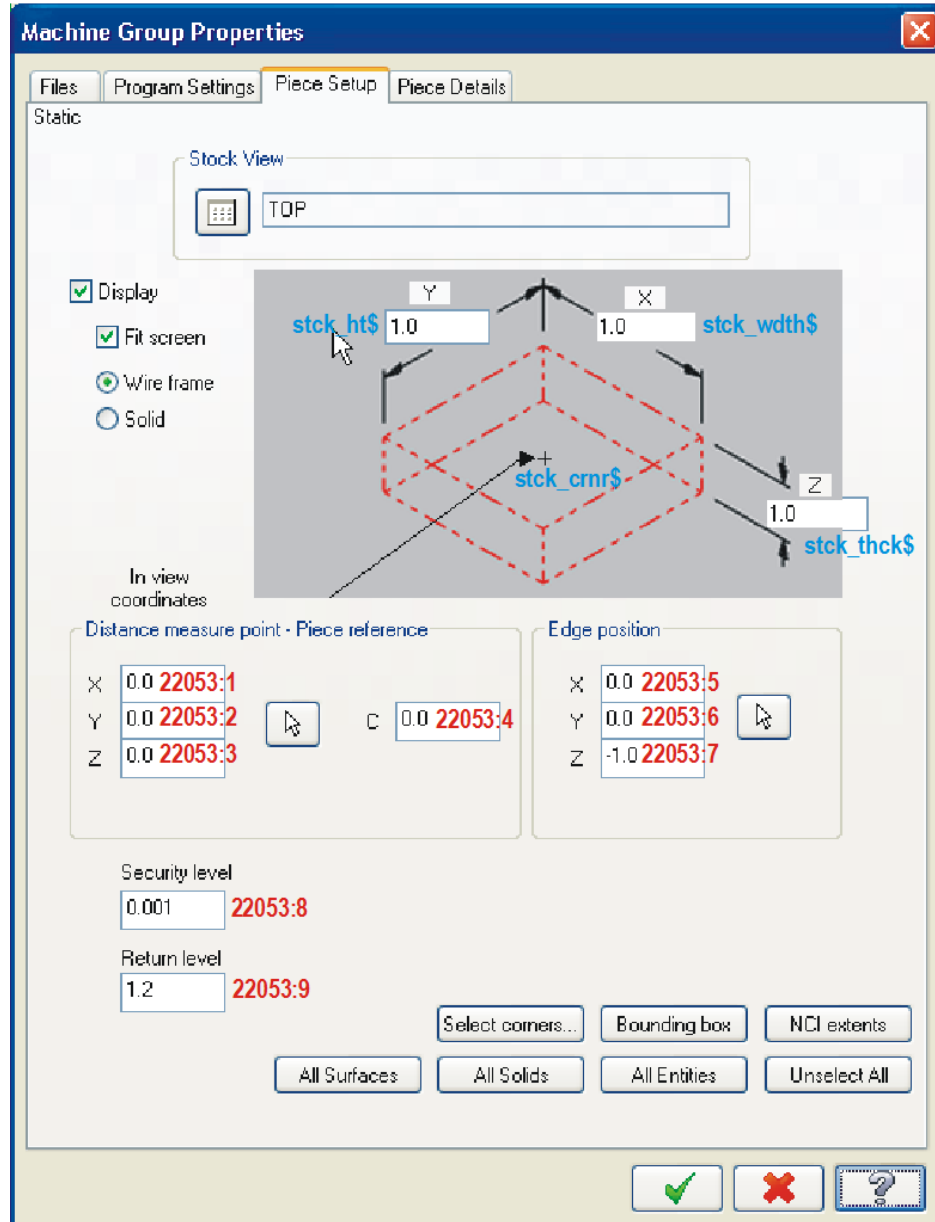 Machine Group Properties
Files Program Settings Piece Setup Piece Details
Static
Stock View
TOP
Display
Fit screen
Wire frame
Solid
Y X
stck_ht$ 1.0 1.0 stck_wdth$
stck_crnr$
Z
1.0
stck_thck$
In view
coordinates
Distance measure point - Piece reference
X 0.0 22053:1
Y 0.0 22053:2 C 0.0 22053:4
Z 0.0 22053:3
Edge position
X 0.0 22053:5
Y 0.0 22053:6
Z -1.0 22053:7
Security level
0.001 22053:8
Return level
1.2 22053:9
Select corners... Bounding box NCI extents
All Surfaces All Solids All Entities Unselect All
?